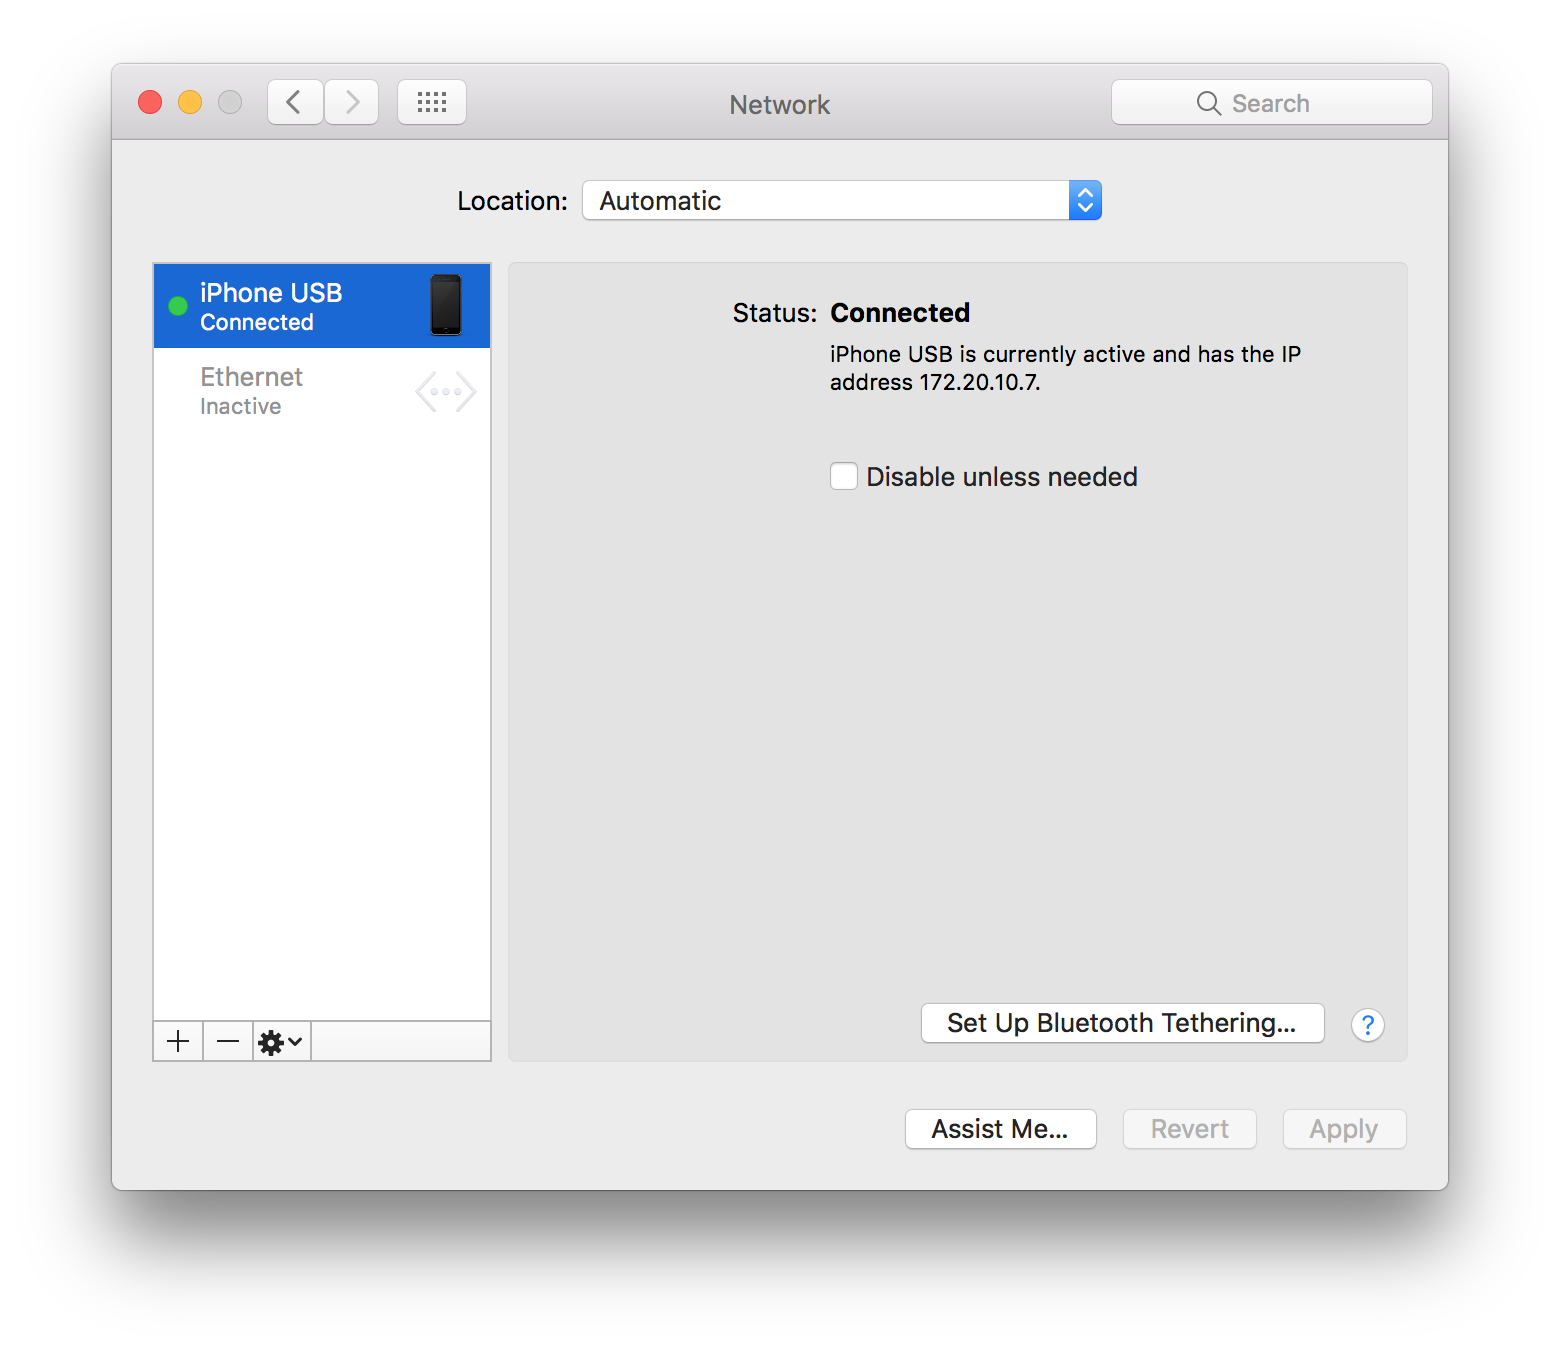 Network
Search
Location: Automatic
iPhone USB
Connected
Ethernet
Inactive
Status: Connected
iPhone USB is currently active and has the IP
address 172.20.10.7.
Disable unless needed
Set Up Bluetooth Tethering...
?
Assist Me...
Revert
Apply